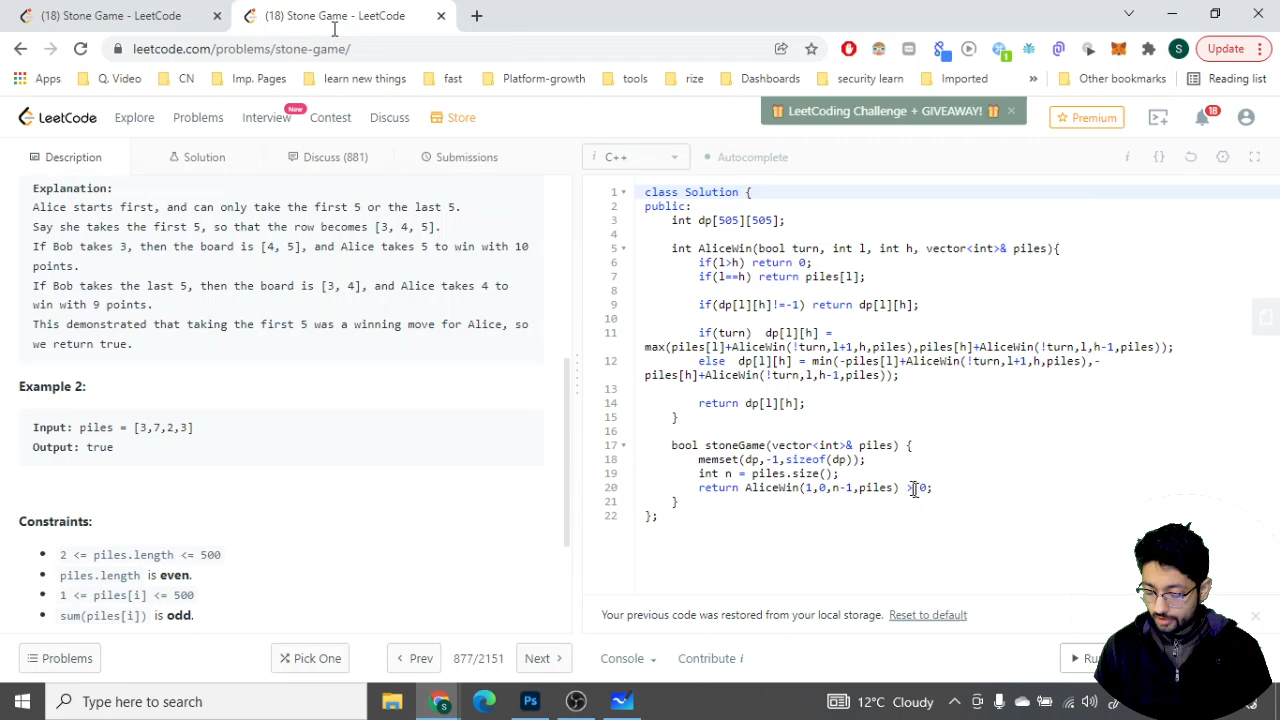 (18) Stone Game - LeetCode
(18) Stone Game - LeetCode
leetcode.com/problems/stone-game/
Update
Apps
Q. Video
CN
Imp. Pages
learn new things
fast
Platform-growth
tools
rize
Dashboards
security learn
Imported
»
Other bookmarks
Reading list
LeetCode
Explore
Problems
Interview
New
Contest
Discuss
Store
LeetCoding Challenge + GIVEAWAY!
Premium
18
Description
Solution
Discuss (881)
Submissions
i C++
Autocomplete
Explanation:
Alice starts first, and can only take the first 5 or the last 5.
Say she takes the first 5, so that the row becomes [3, 4, 5].
If Bob takes 3, then the board is [4, 5], and Alice takes 5 to win with 10
points.
If Bob takes the last 5, then the board is [3, 4], and Alice takes 4 to
win with 9 points.
This demonstrated that taking the first 5 was a winning move for Alice, so
we return true.
Example 2:
Input: piles = [3,7,2,3]
Output: true
Constraints:
2 <= piles.length <= 500
piles.length is even.
1 <= piles[i] <= 500
sum(piles[i]) is odd.
1 class Solution {
2 public:
3 int dp[505][505];
4
5 int AliceWin(bool turn, int l, int h, vector<int>& piles){
6 if(l>h) return 0;
7 if(l==h) return piles[l];
8
9 if(dp[l][h]!=-1) return dp[l][h];
10
11 if(turn) dp[l][h] =
max(piles[l]+AliceWin(!turn,l+1,h,piles),piles[h]+AliceWin(!turn,l,h-1,piles));
12 else dp[l][h] = min(-piles[l]+AliceWin(!turn,l+1,h,piles),-
piles[h]+AliceWin(!turn,l,h-1,piles));
13
14 return dp[l][h];
15 }
16
17 bool stoneGame(vector<int>& piles) {
18 memset(dp,-1,sizeof(dp));
19 int n = piles.size();
20 return AliceWin(1,0,n-1,piles) > 0;
21 }
22 };
Your previous code was restored from your local storage. Reset to default
Problems
Pick One
Prev
877/2151
Next
Console
Contribute i
Type here to search
12°C Cloudy